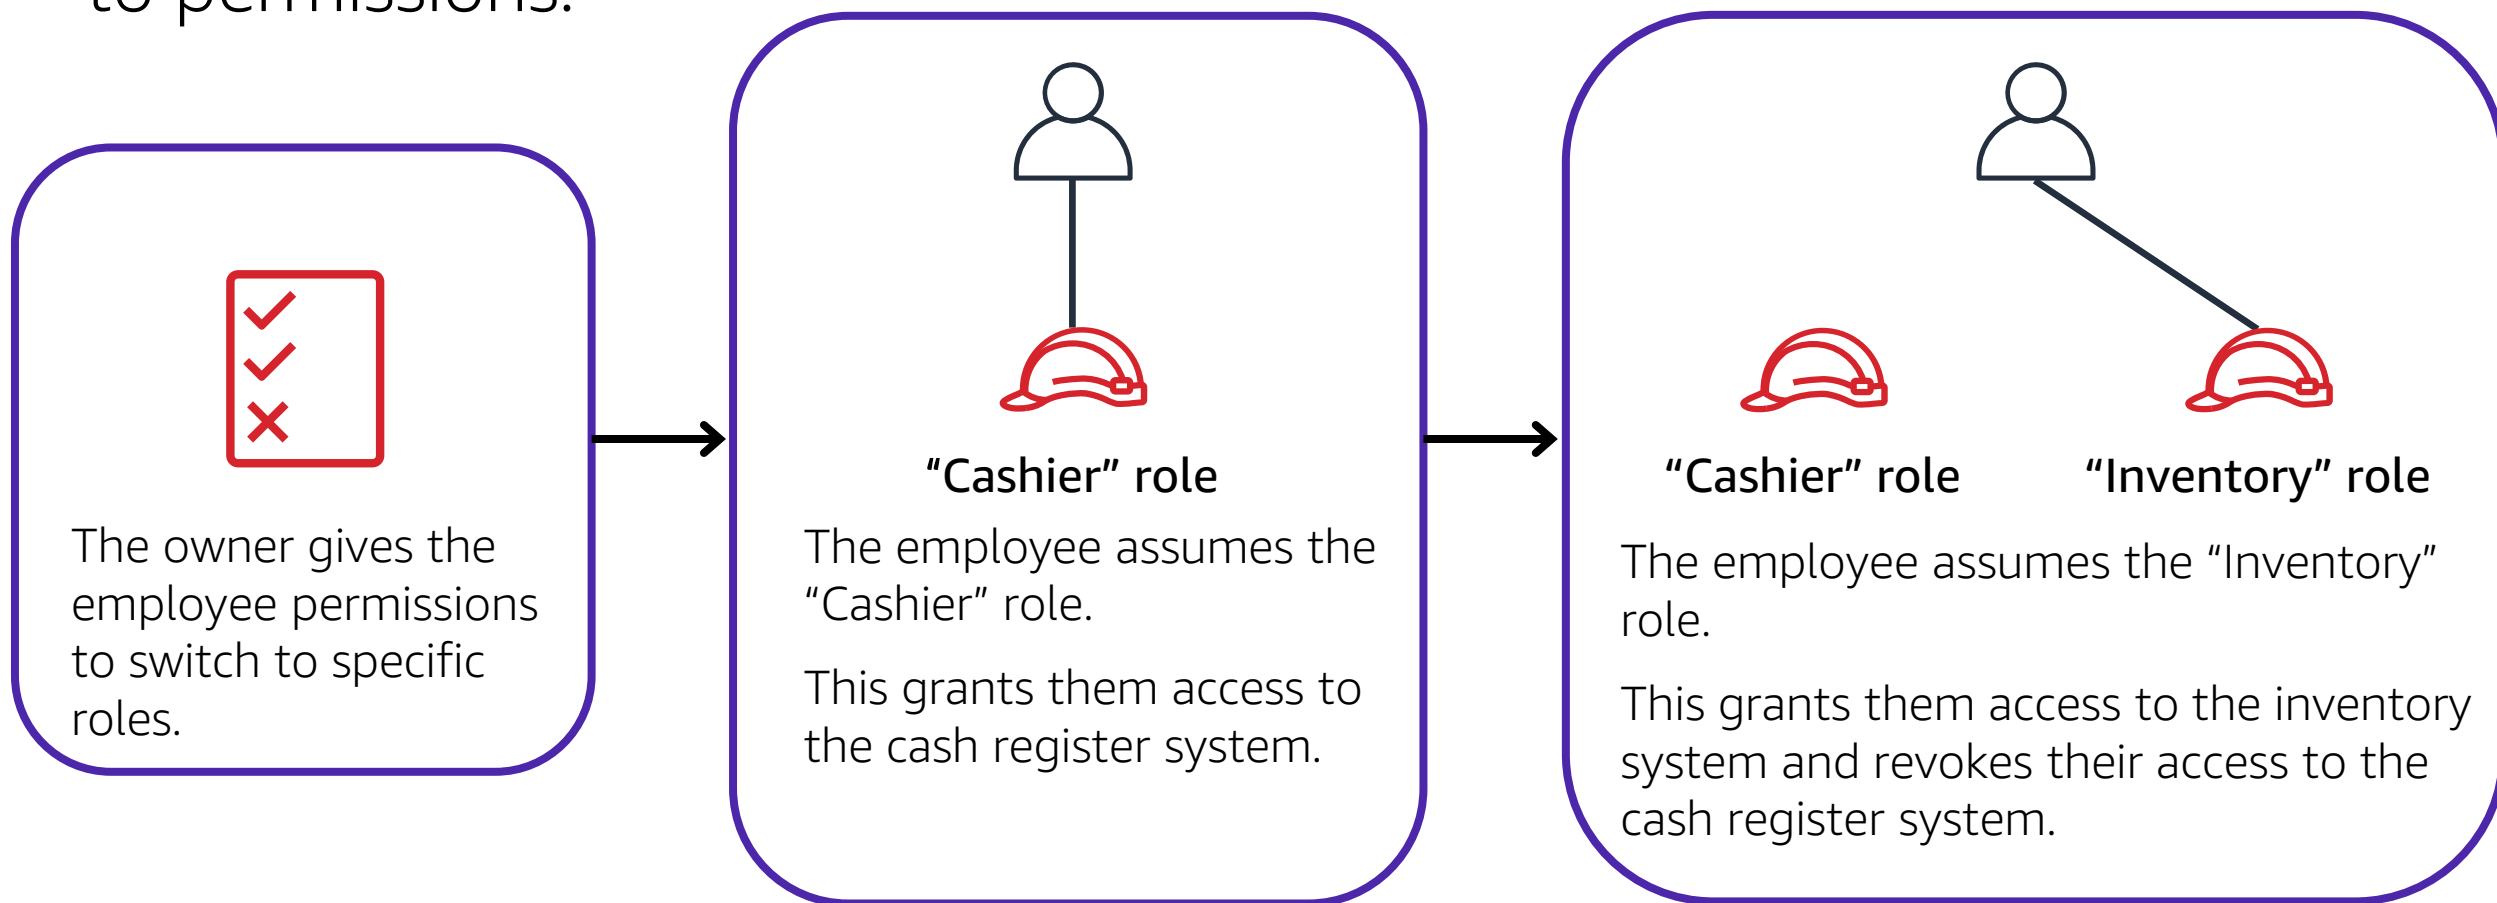 to permissions.
The owner gives the
employee permissions
to switch to specific
roles.
“Cashier” role
The employee assumes the
“Cashier” role.
This grants them access to
the cash register system.
“Cashier” role
“Inventory” role
The employee assumes the “Inventory”
role.
This grants them access to the inventory
system and revokes their access to the
cash register system.